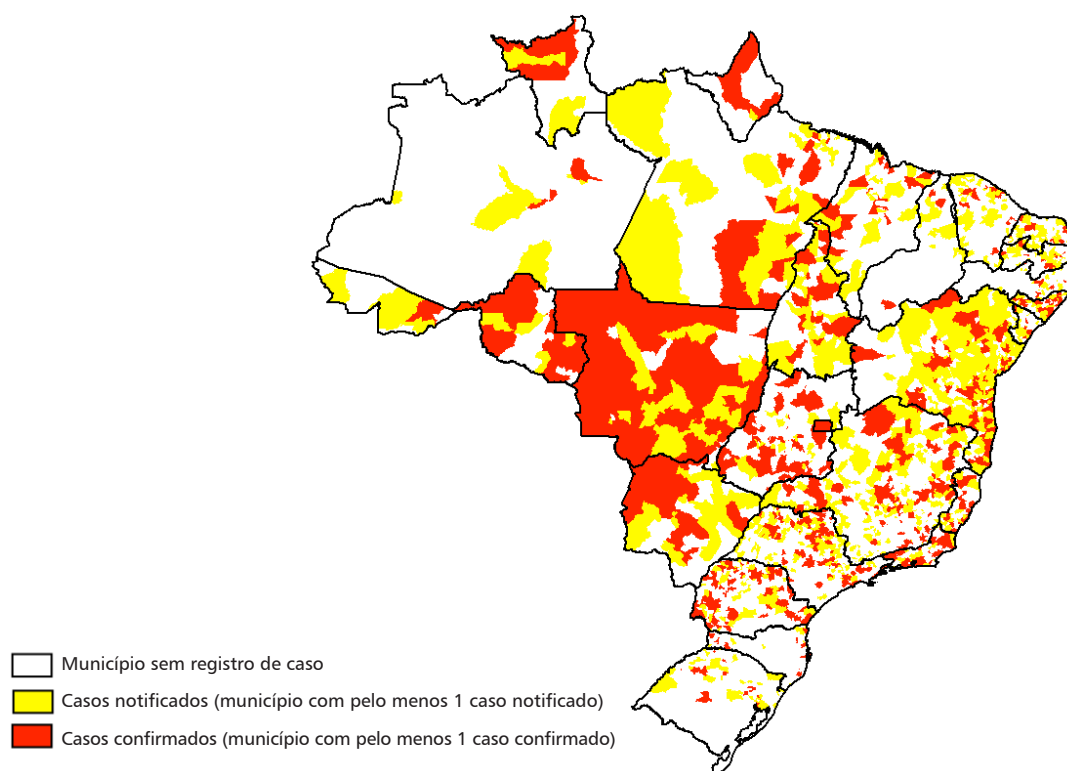 Município sem registro de caso
Casos notificados (município com pelo menos 1 caso notificado)
Casos confirmados (município com pelo menos 1 caso confirmado)